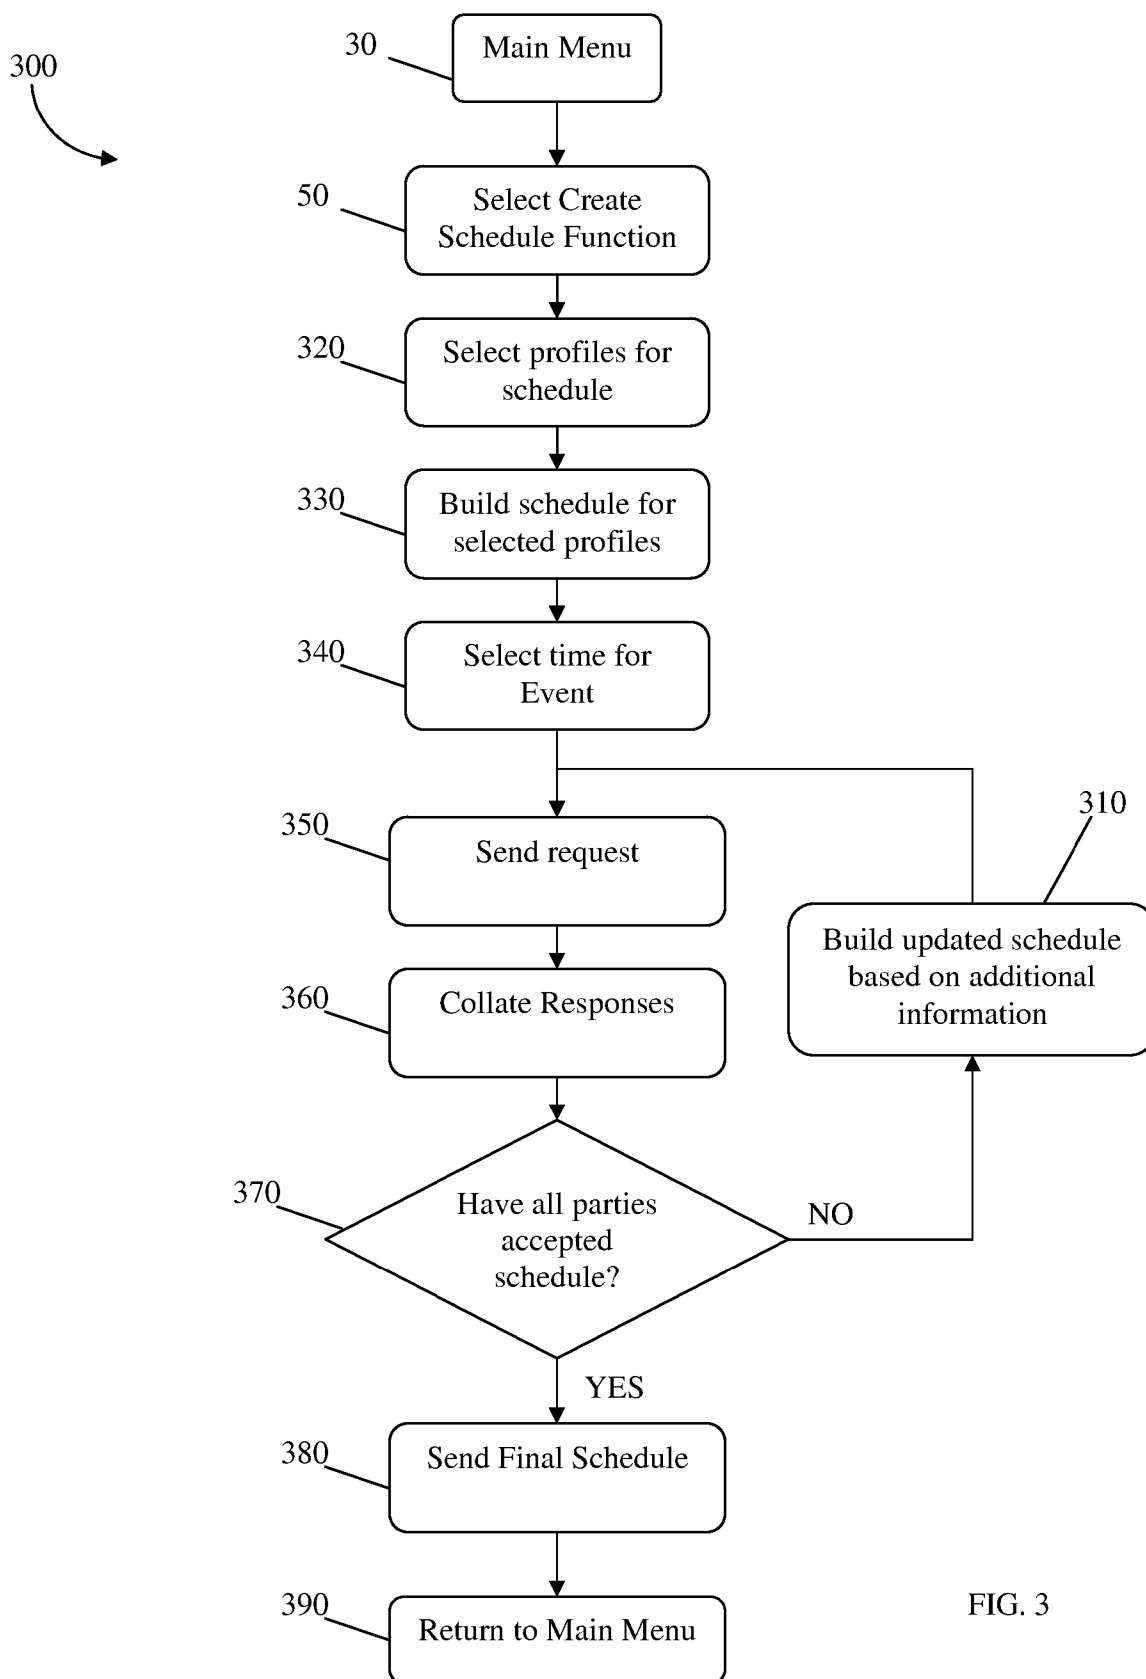 300
30
Main Menu
50
Select Create
Schedule Function
320
Select profiles for
schedule
330
Build schedule for
selected profiles
340
Select time for
Event
350
Send request
310
Build updated schedule
based on additional
information
360
Collate Responses
370
Have all parties
accepted
schedule?
NO
YES
380
Send Final Schedule
390
Return to Main Menu
FIG. 3